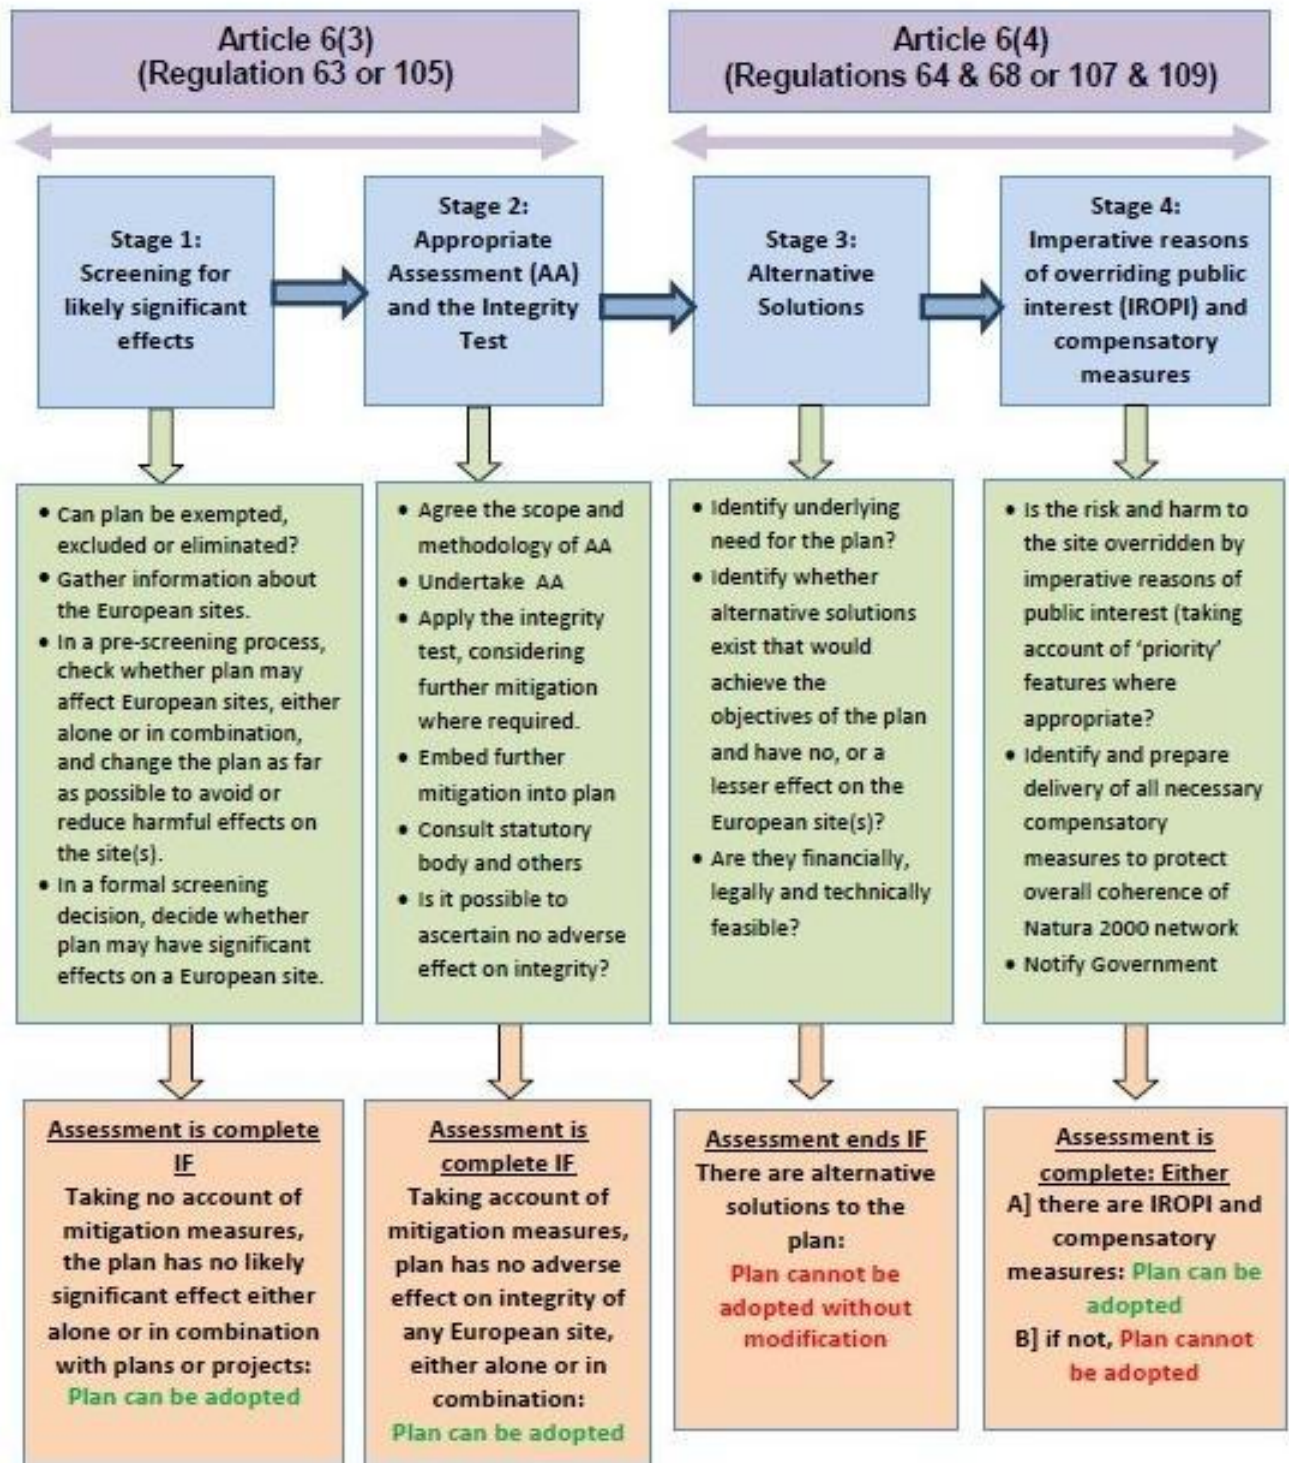 Article 6(3)
(Regulation 63 or 105)
Article 6(4)
(Regulations 64 & 68 or 107 & 109)
Stage 1:
Screening for
likely significant
effects
Stage 2:
Appropriate
Assessment (AA)
and the Integrity
Test
Stage 3:
Alternative
Solutions
Stage 4:
Imperative reasons
of overriding public
interest (IROPI) and
compensatory
measures
• Can plan be exempted,
excluded or eliminated?
• Gather information about
the European sites.
• In a pre-screening process,
check whether plan may
affect European sites, either
alone or in combination,
and change the plan as far
as possible to avoid or
reduce harmful effects on
the site(s).
• In a formal screening
decision, decide whether
plan may have significant
effects on a European site.
• Agree the scope and
methodology of AA
• Undertake AA
• Apply the integrity
test, considering
further mitigation
where required.
• Embed further
mitigation into plan
• Consult statutory
body and others
• Is it possible to
ascertain no adverse
effect on integrity?
• Identify underlying
need for the plan?
• Identify whether
alternative solutions
exist that would
achieve the
objectives of the plan
and have no, or a
lesser effect on the
European site(s)?
• Are they financially,
legally and technically
feasible?
• Is the risk and harm to
the site overridden by
imperative reasons of
public interest (taking
account of ‘priority’
features where
appropriate?
• Identify and prepare
delivery of all necessary
compensatory
measures to protect
overall coherence of
Natura 2000 network
• Notify Government
Assessment is complete
IF
Taking no account of
mitigation measures,
the plan has no likely
significant effect either
alone or in combination
with plans or projects:
Plan can be adopted
Assessment is
complete IF
Taking account of
mitigation measures,
plan has no adverse
effect on integrity of
any European site,
either alone or in
combination:
Plan can be adopted
Assessment ends IF
There are alternative
solutions to the
plan:
Plan cannot be
adopted without
modification
Assessment is
complete: Either
A] there are IROPI and
compensatory
measures: Plan can be
adopted
B] if not, Plan cannot
be adopted